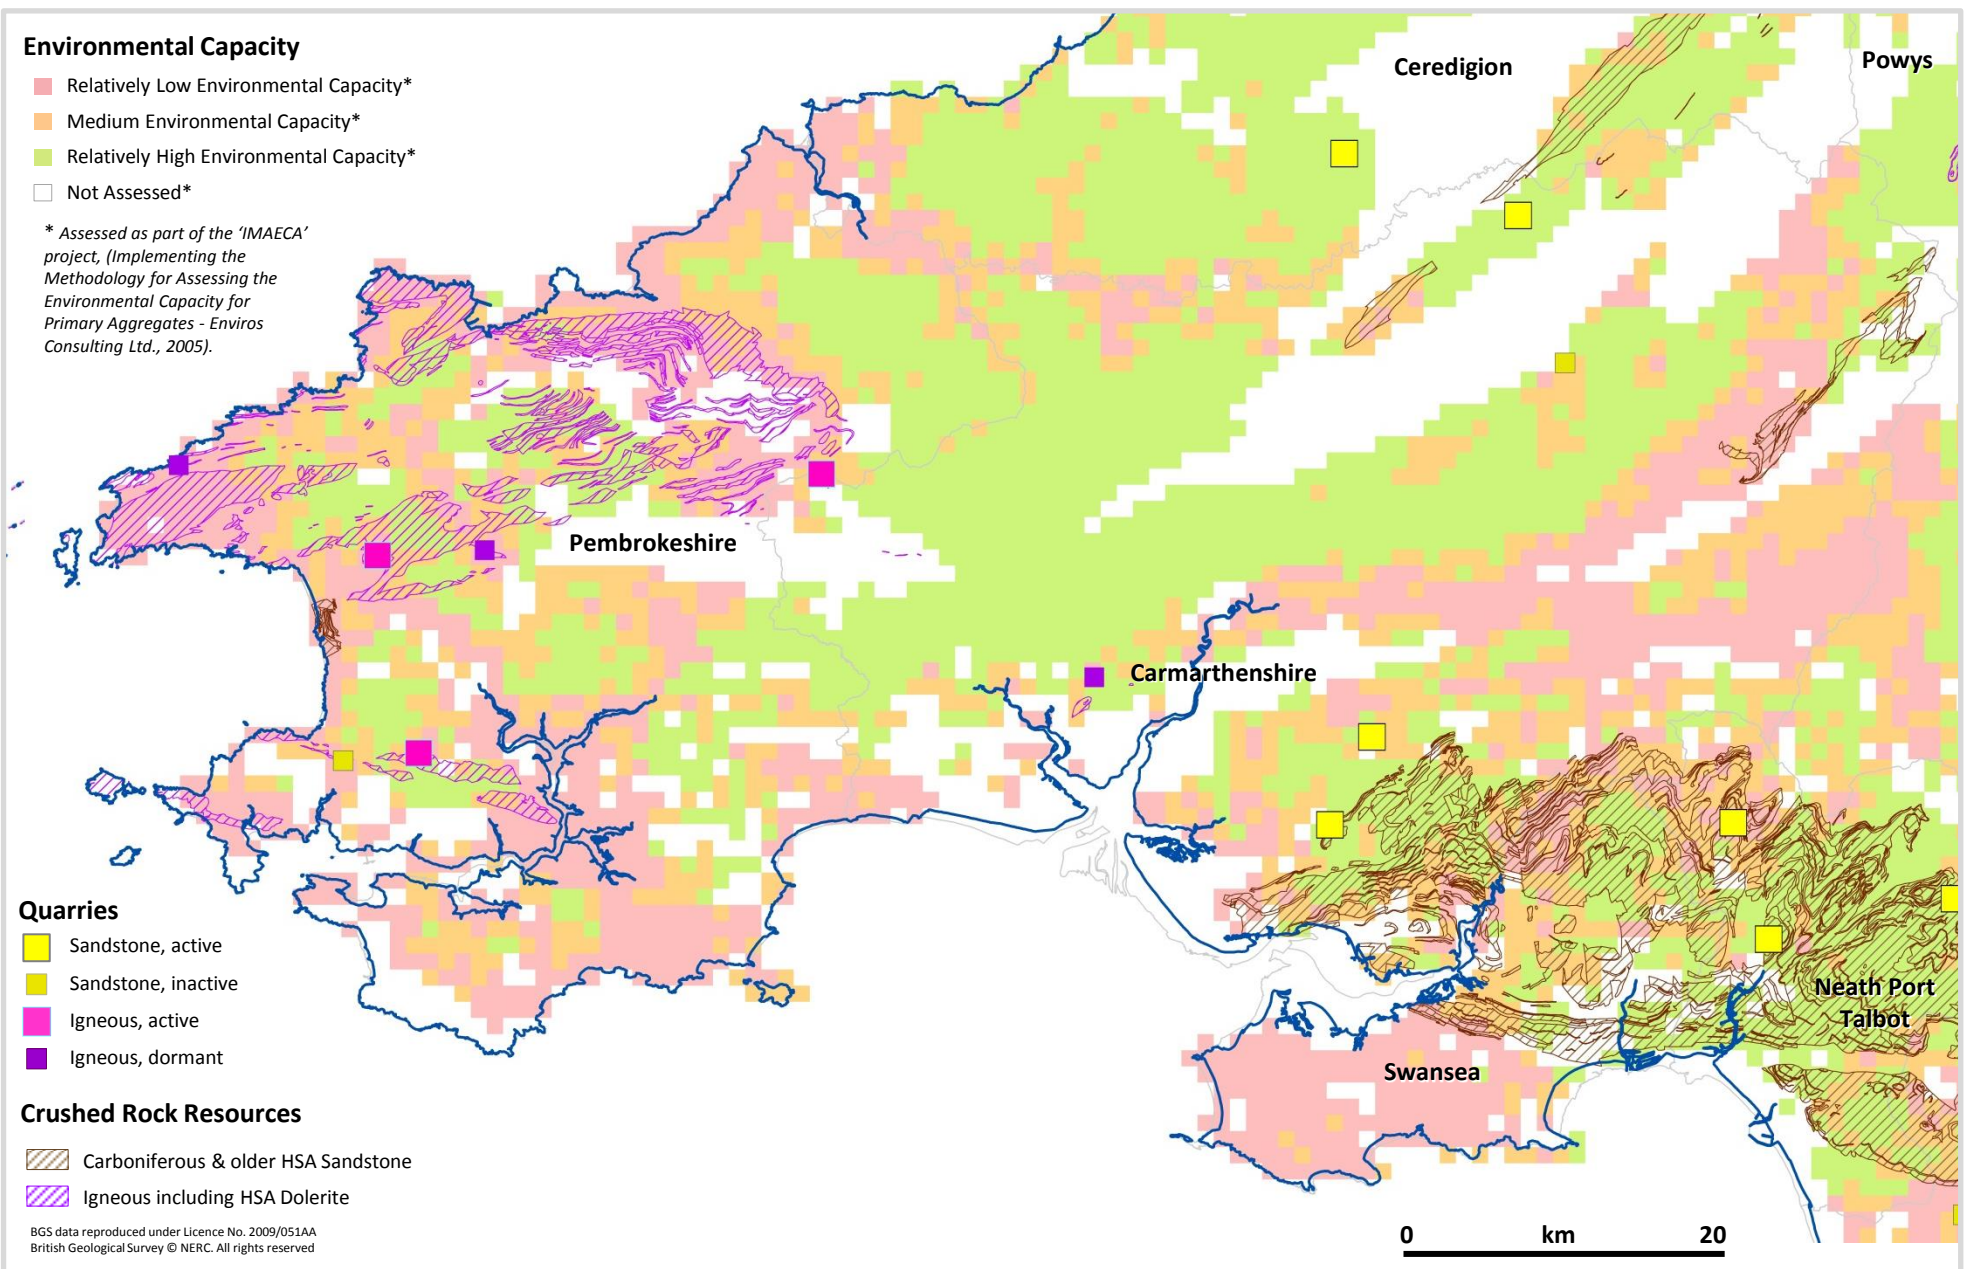 Environmental Capacity
Relatively Low Environmental Capacity*
Medium Environmental Capacity*
Relatively High Environmental Capacity*
Not Assessed*
* Assessed as part of the ‘IMAECA’
project, (Implementing the
Methodology for Assessing the
Environmental Capacity for
Primary Aggregates - Enviros
Consulting Ltd., 2005).
Ceredigion
Powys
Pembrokeshire
Carmarthenshire
Neath Port
Talbot
Swansea
Quarries
Sandstone, active
Sandstone, inactive
Igneous, active
Igneous, dormant
Crushed Rock Resources
Carboniferous & older HSA Sandstone
Igneous including HSA Dolerite
BGS data reproduced under Licence No. 2009/051AA
British Geological Survey © NERC. All rights reserved
0 km 20